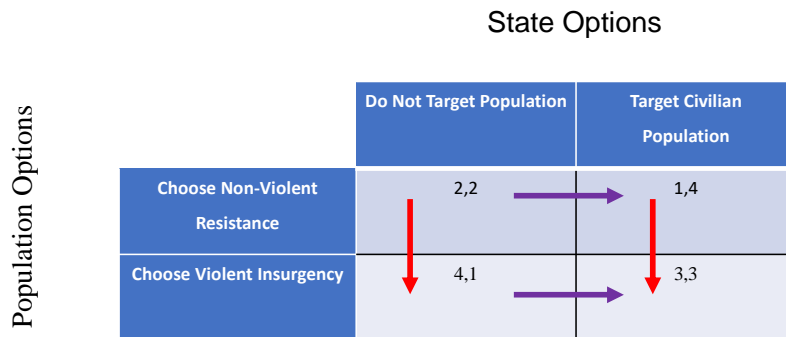 State Options
Population Options
Do Not Target Population
Target Civilian
Population
Choose Non-Violent
Resistance
2,2
1,4
Choose Violent Insurgency
4,1
3,3